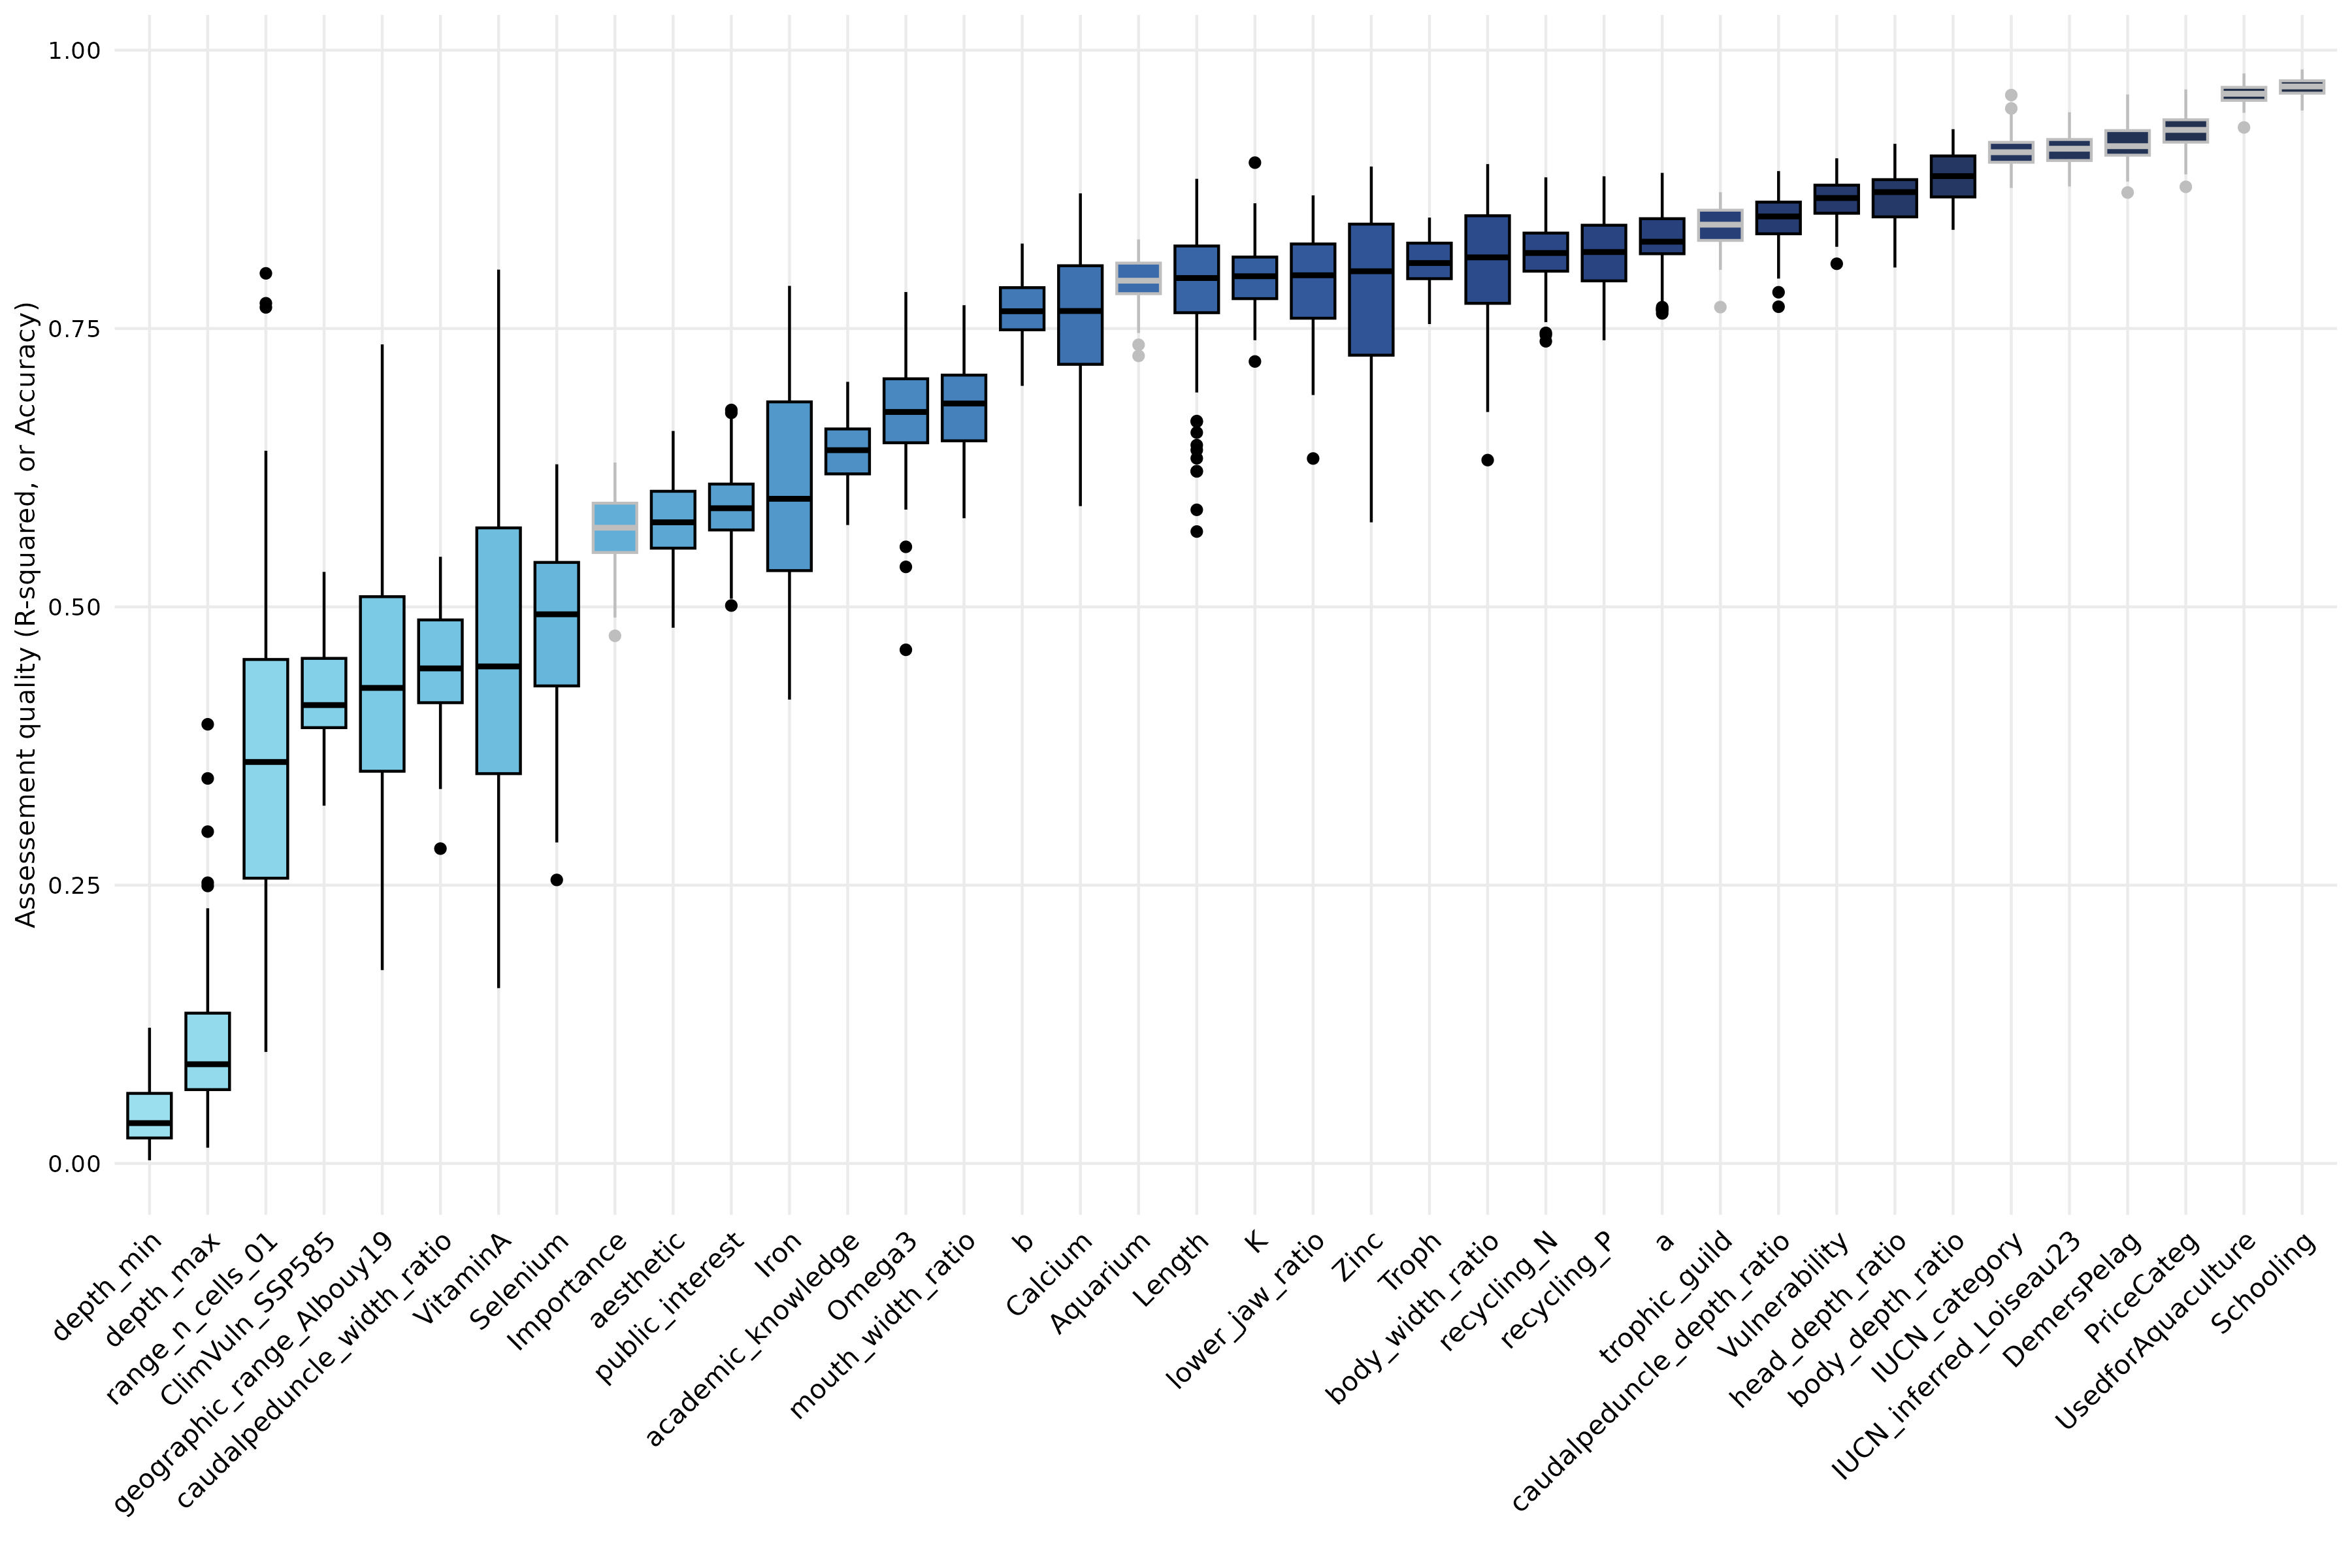 Assessement quality (R-squared, or Accuracy)
1.00
0.75
0.50
0.25
0.00
depth_min
depth_max
range_n_cells_01
ClimVuln_SSP585
geographic_range_Albouy19
caudalpeduncle_width_ratio
VitaminA
Selenium
Importance
aesthetic
public_interest
Iron
academic_knowledge
Omega3
mouth_width_ratio
b
Calcium
Aquarium
Length
K
lower_jaw_ratio
Zinc
Troph
body_width_ratio
recycling_N
recycling_P
a
trophic_guild
caudalpeduncle_depth_ratio
Vulnerability
head_depth_ratio
body_depth_ratio
IUCN_category
IUCN_inferred_Loiseau23
DemersPelag
PriceCateg
UsedforAquaculture
Schooling